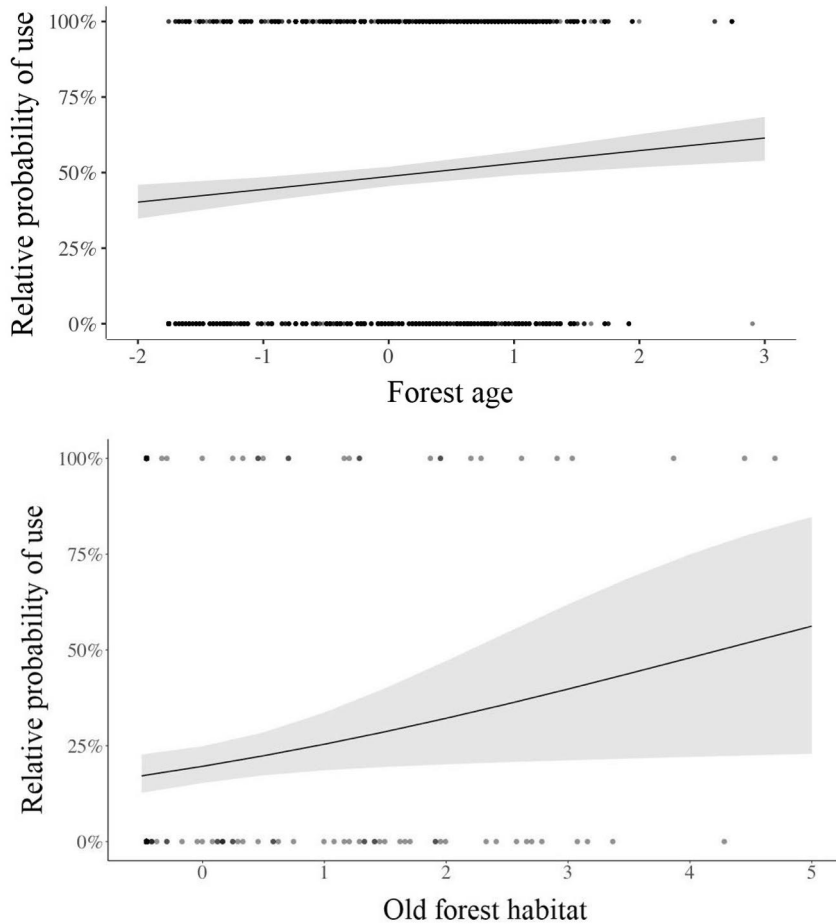 Relative probability of use
100%
75%
50%
25%
0%
-2 -1 0 1 2 3
Forest age
Relative probability of use
100%
75%
50%
25%
0%
0 1 2 3 4 5
Old forest habitat